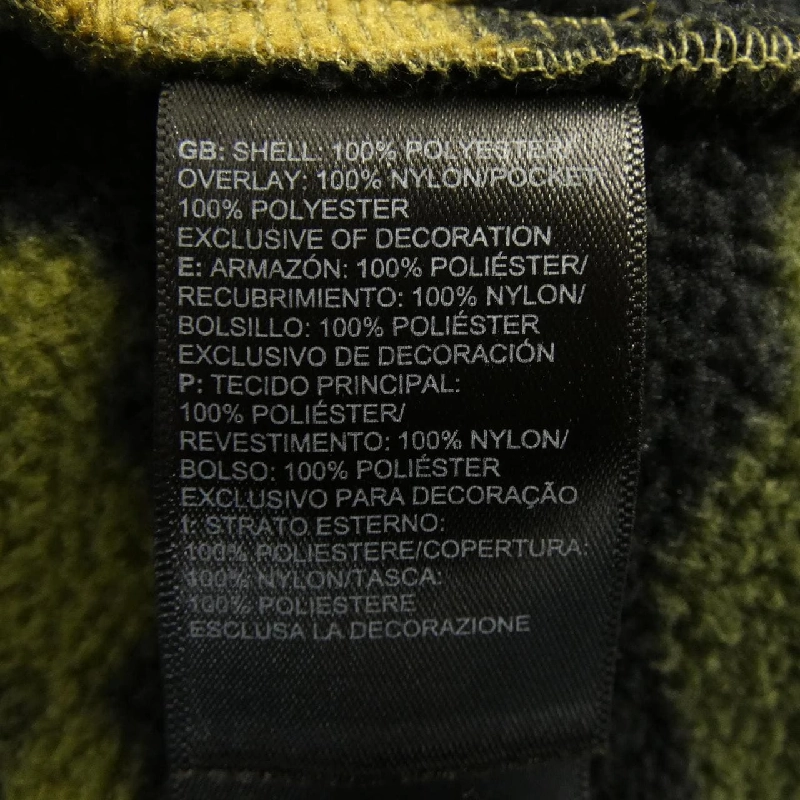 GB: SHELL: 100% POLYESTER/
OVERLAY: 100% NYLON/POCKET:
100% POLYESTER
EXCLUSIVE OF DECORATION
E: ARMAZÓN: 100% POLIÉSTER/
RECUBRIMIENTO: 100% NYLON/
BOLSILLO: 100% POLIÉSTER
EXCLUSIVO DE DECORACIÓN
P: TECIDO PRINCIPAL:
100% POLIÉSTER/
REVESTIMENTO: 100% NYLON/
BOLSO: 100% POLIÉSTER
EXCLUSIVO PARA DECORAÇÃO
I: STRATO ESTERNO:
100% POLIESTERE/COPERTURA:
100% NYLON/TASCA:
100% POLIESTERE
ESCLUSA LA DECORAZIONE